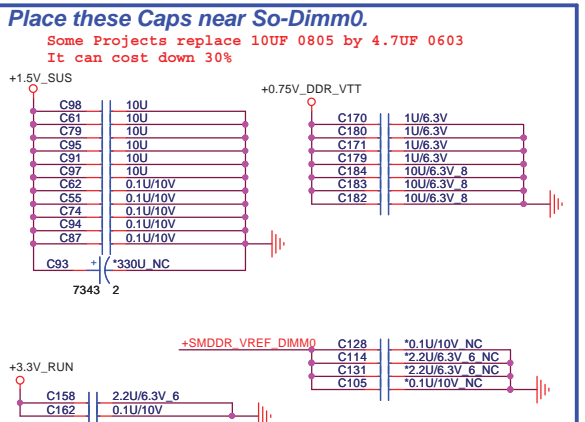 Place these Caps near So-Dimm0.
Some Projects replace 10UF 0805 by 4.7UF 0603
It can cost down 30%
+1.5V_SUS
C98 10U
C61 10U
C79 10U
C95 10U
C91 10U
C97 10U
C62 0.1U/10V
C55 0.1U/10V
C74 0.1U/10V
C94 0.1U/10V
C87 0.1U/10V
C93 + *330U_NC
7343 2
+0.75V_DDR_VTT
C170 1U/6.3V
C180 1U/6.3V
C171 1U/6.3V
C179 1U/6.3V
C184 10U/6.3V_8
C183 10U/6.3V_8
C182 10U/6.3V_8
+SMDDR_VREF_DIMM0
C128 *0.1U/10V_NC
C114 *2.2U/6.3V_6_NC
C131 *2.2U/6.3V_6_NC
C105 *0.1U/10V_NC
+3.3V_RUN
C158 2.2U/6.3V_6
C162 0.1U/10V